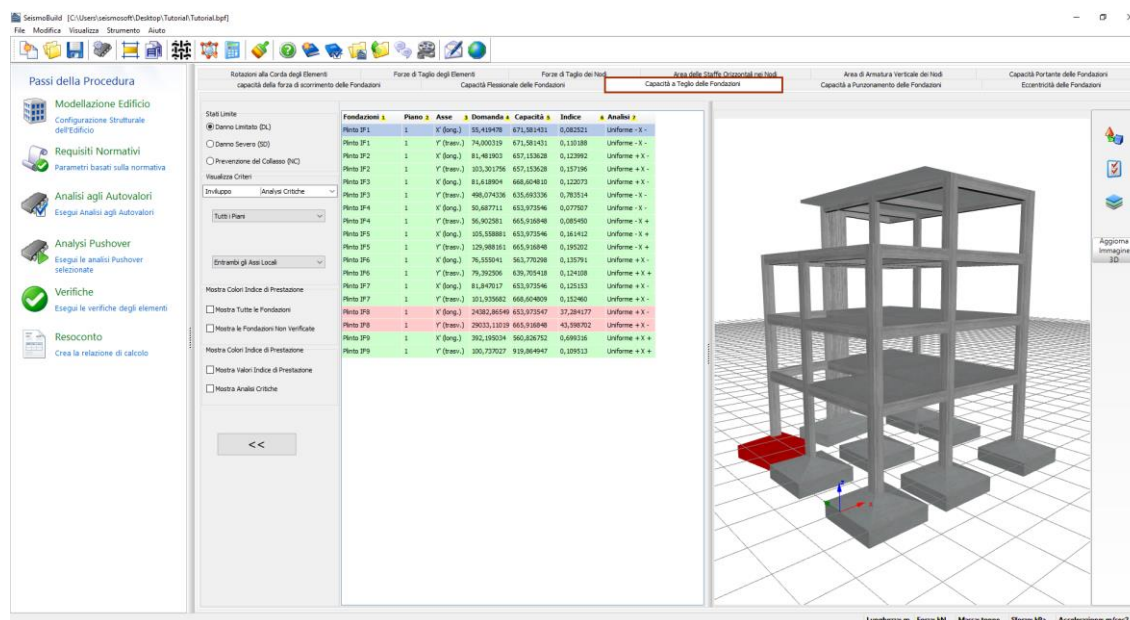 SeismoBuild [C:\Users\seismosoft\Desktop\Tutorial\Tutorial.bpf]
File Modifica Visualizza Strumento Aiuto
Passi della Procedura
Modellazione Edificio
Configurazione Strutturale dell'Edificio
Requisiti Normativi
Parametri basati sulla normativa
Analisi agli Autovalori
Esegui Analisi agli Autovalori
Analysi Pushover
Esegui le analisi Pushover selezionate
Verifiche
Esegui le verifiche degli elementi
Resoconto
Crea la relazione di calcolo
Rotazioni alla Corda degli Elementi Forze di Taglio degli Elementi Forze di Taglio dei Nodi Area delle Staffe Orizzontali nei Nodi Area di Armatura Verticale dei Nodi Capacità Portante delle Fondazioni
capacità della forza di scorrimento delle Fondazioni Capacità Flessionale delle Fondazioni Capacità a Teglio delle Fondazioni Capacità a Punzonamento delle Fondazioni Eccentricità delle Fondazioni
Stati Limite
Danno Limitato (DL)
Danno Severo (SD)
Prevenzione del Collasso (NC)
Visualizza Criteri
Inviluppo Analysi Critiche
Tutti i Piani
Entrambi gli Assi Locali
Mostra Colori Indice di Prestazione
Mostra Tutte le Fondazioni
Mostra le Fondazioni Non Verificate
Mostra Colori Indice di Prestazione
Mostra Valori Indice di Prestazione
Mostra Analisi Critiche
<<
Fondazioni 1 Piano 2 Asse 3 Domanda 4 Capacità 5 Indice 6 Analisi 7
Plinto IF1 1 X' (long.) 55,419478 671,581431 0,082521 Uniforme - X -
Plinto IF1 1 Y' (trasv.) 74,000319 671,581431 0,110188 Uniforme - X -
Plinto IF2 1 X' (long.) 81,481903 657,153628 0,123992 Uniforme + X -
Plinto IF2 1 Y' (trasv.) 103,301756 657,153628 0,157196 Uniforme + X -
Plinto IF3 1 X' (long.) 81,618904 668,604810 0,122073 Uniforme + X -
Plinto IF3 1 Y' (trasv.) 498,074336 635,693336 0,783514 Uniforme - X -
Plinto IF4 1 X' (long.) 50,687711 653,973546 0,077507 Uniforme - X +
Plinto IF4 1 Y' (trasv.) 56,902581 665,916848 0,085450 Uniforme - X +
Plinto IF5 1 X' (long.) 105,558881 653,973546 0,161412 Uniforme - X +
Plinto IF5 1 Y' (trasv.) 129,988161 665,916848 0,195202 Uniforme - X +
Plinto IF6 1 X' (long.) 76,555041 563,770298 0,135791 Uniforme + X -
Plinto IF6 1 Y' (trasv.) 79,392506 639,705418 0,124108 Uniforme + X +
Plinto IF7 1 X' (long.) 81,847017 653,973546 0,125153 Uniforme + X -
Plinto IF7 1 Y' (trasv.) 101,935682 668,604809 0,152460 Uniforme + X -
Plinto IF8 1 X' (long.) 24382,86549 653,973547 37,284177 Uniforme + X -
Plinto IF8 1 Y' (trasv.) 29033,11019 665,916848 43,598702 Uniforme + X -
Plinto IF9 1 X' (long.) 392,195034 560,826752 0,699316 Uniforme + X +
Plinto IF9 1 Y' (trasv.) 100,737027 919,864947 0,109513 Uniforme + X +
Aggiorna Immagine 3D
Lunghezza: m Forza: kN Massa: tonne Sforzo: kPa Accelerazione: m/sec2